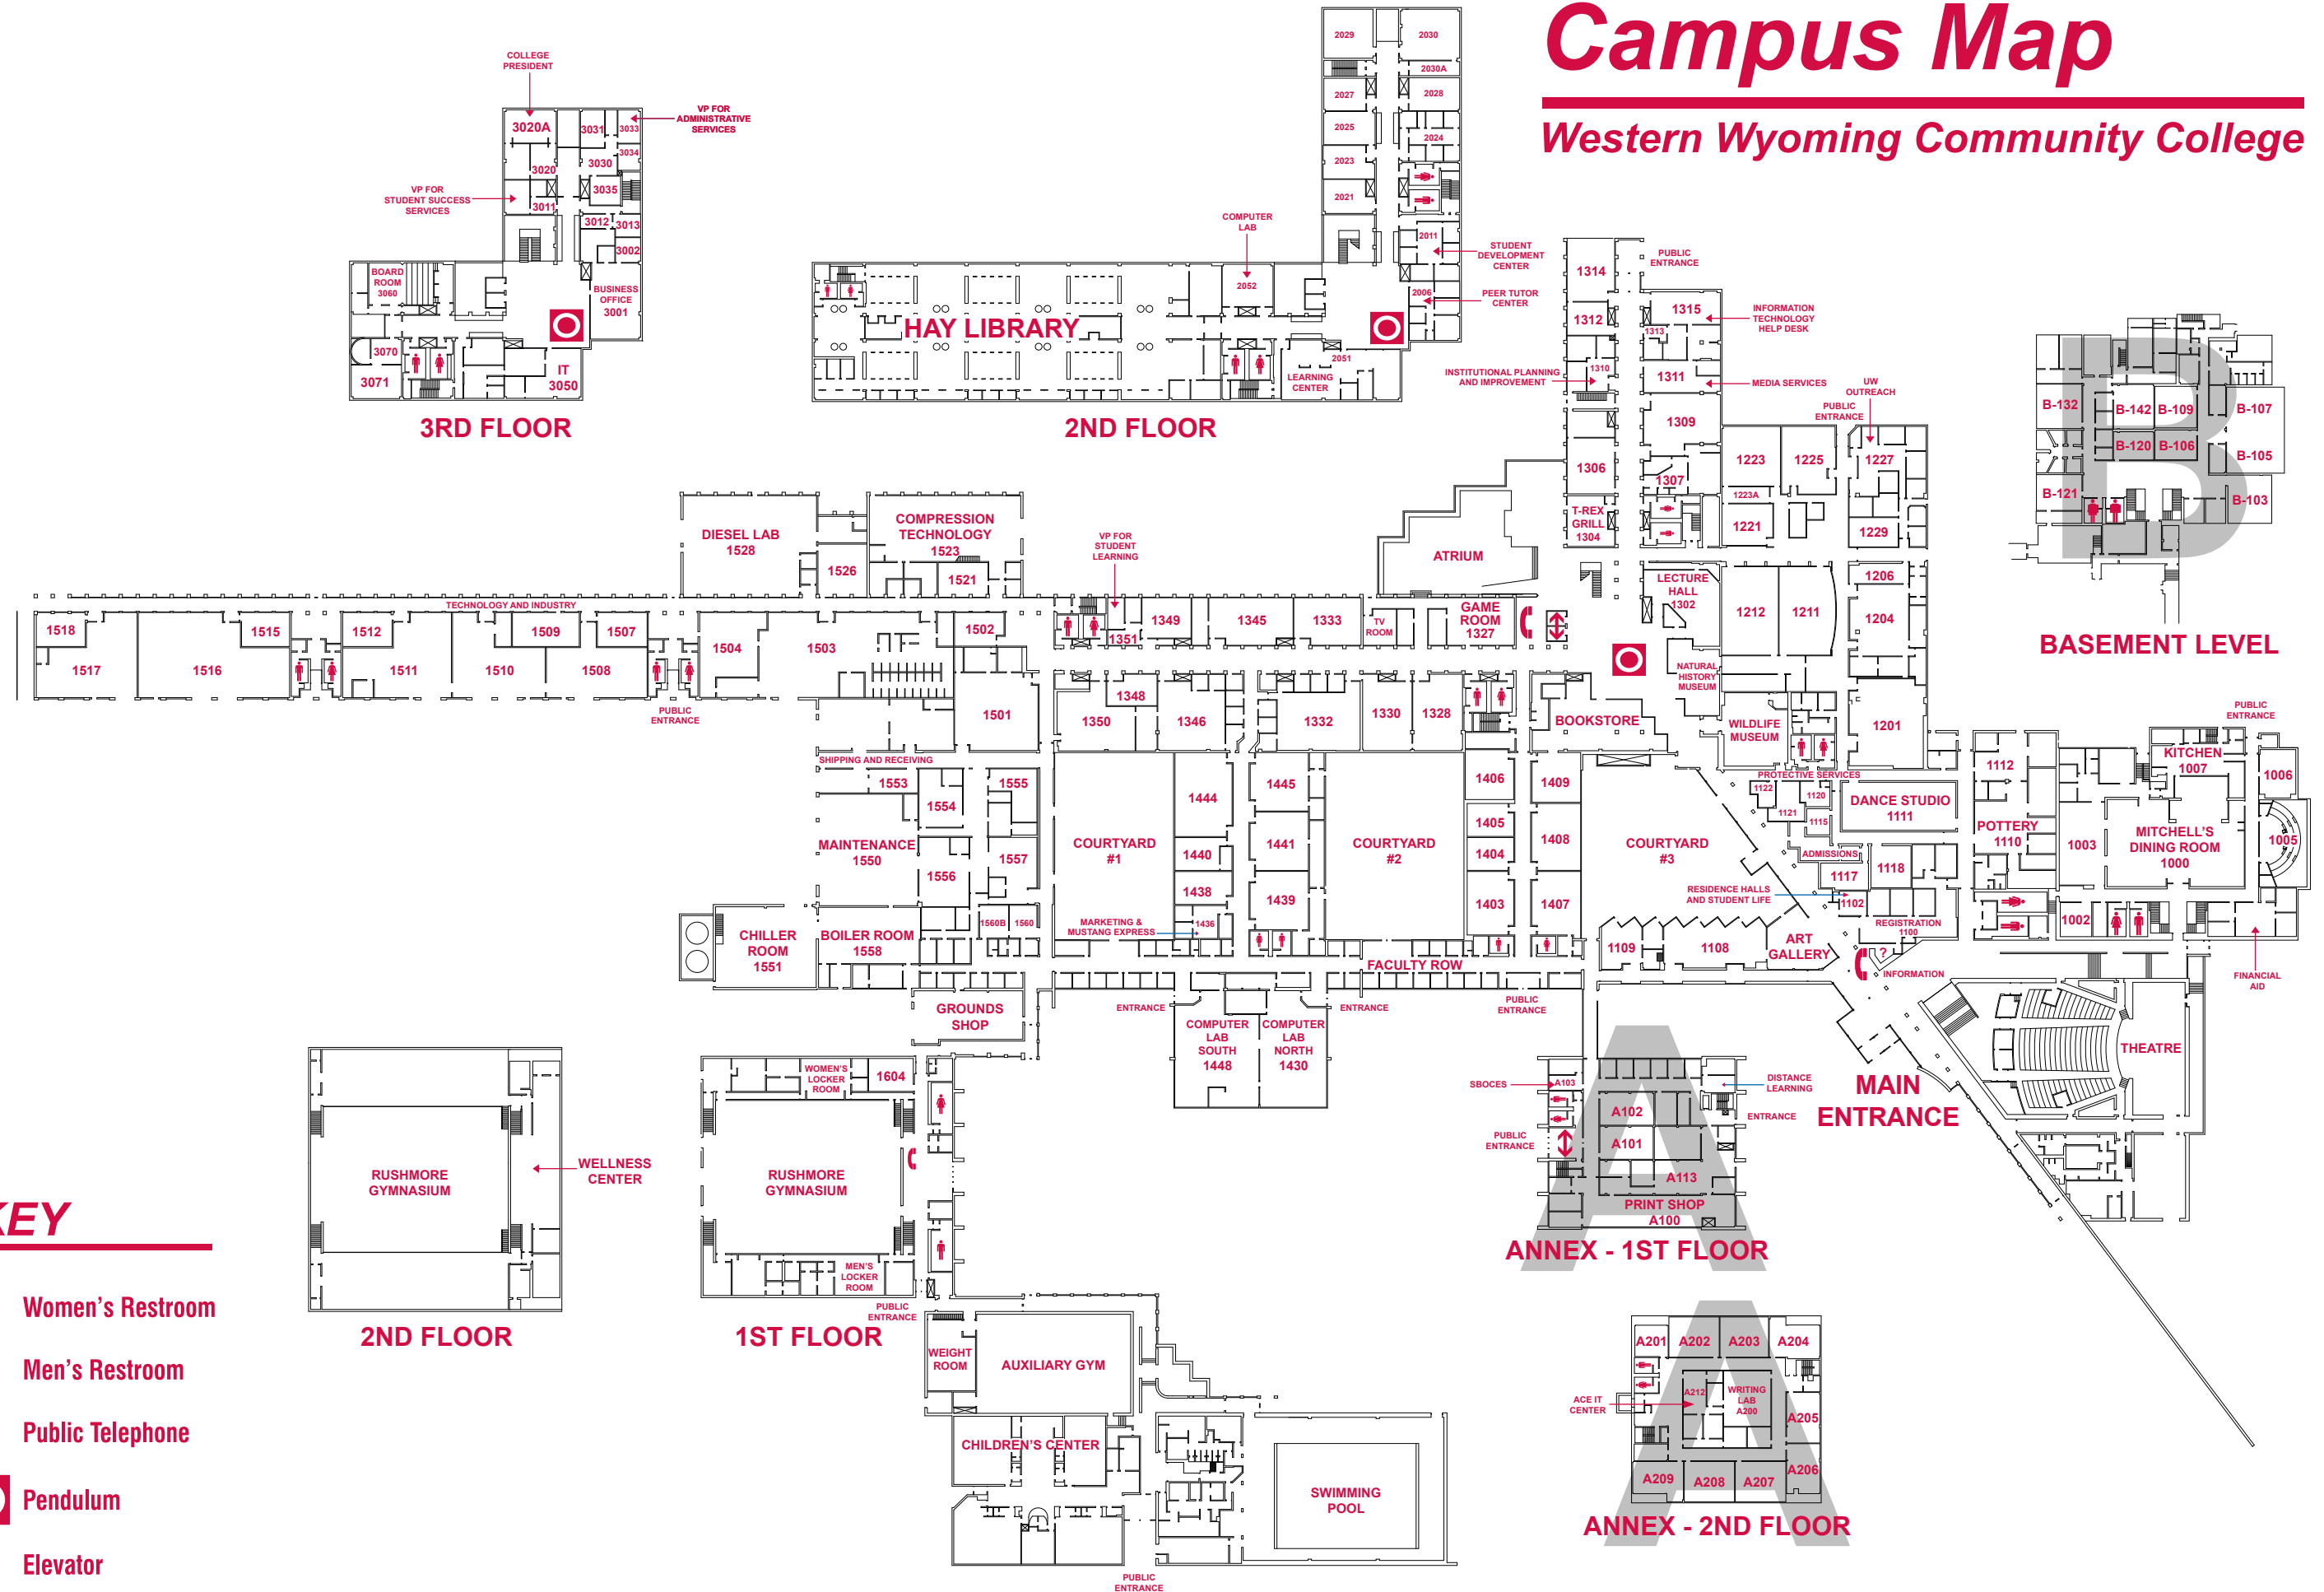 Campus Map
Western Wyoming Community College
COLLEGE
PRESIDENT
VP FOR
ADMINISTRATIVE
SERVICES
3020A
3031
3033
3034
3030
3020
3035
VP FOR
STUDENT SUCCESS
SERVICES
3011
3012
3013
3002
BOARD
ROOM
3060
BUSINESS
OFFICE
3001
3070
3071
IT
3050
3RD FLOOR
2029
2030
2030A
2027
2028
2025
2024
2023
2021
COMPUTER
LAB
2052
2011
STUDENT
DEVELOPMENT
CENTER
2006
PEER TUTOR
CENTER
HAY LIBRARY
2051
LEARNING
CENTER
2ND FLOOR
1314
PUBLIC
ENTRANCE
1312
1315
1313
INFORMATION
TECHNOLOGY
HELP DESK
INSTITUTIONAL PLANNING
AND IMPROVEMENT
1310
1311
MEDIA SERVICES
UW
OUTREACH
PUBLIC
ENTRANCE
1309
1306
1307
1223
1225
1227
1223A
1221
1229
T-REX
GRILL
1304
B
B-132
B-142
B-109
B-107
B-120
B-106
B-105
B-121
B-103
BASEMENT LEVEL
DIESEL LAB
1528
COMPRESSION
TECHNOLOGY
1523
1526
1521
VP FOR
STUDENT
LEARNING
ATRIUM
LECTURE
HALL
1302
1212
1211
1206
1204
TECHNOLOGY AND INDUSTRY
1518
1515
1512
1509
1507
1517
1516
1511
1510
1508
1504
1503
1502
1351
1349
1345
1333
TV
ROOM
GAME
ROOM
1327
NATURAL
HISTORY
MUSEUM
PUBLIC
ENTRANCE
1501
1350
1348
1346
1332
1330
1328
BOOKSTORE
WILDLIFE
MUSEUM
1201
PUBLIC
ENTRANCE
SHIPPING AND RECEIVING
1553
1554
1555
MAINTENANCE
1550
1556
1557
1560B
1560
CHILLER
ROOM
1551
BOILER ROOM
1558
COURTYARD
#1
1444
1440
1438
1436
MARKETING &
MUSTANG EXPRESS
1445
1441
1439
COURTYARD
#2
1406
1405
1404
1403
1409
1408
1407
COURTYARD
#3
PROTECTIVE SERVICES
1122
1120
1121
1115
DANCE STUDIO
1111
ADMISSIONS
1117
1118
RESIDENCE HALLS
AND STUDENT LIFE
1102
REGISTRATION
1100
1112
POTTERY
1110
KITCHEN
1007
1006
1003
MITCHELL'S
DINING ROOM
1000
1005
1002
1109
1108
ART
GALLERY
?
INFORMATION
FINANCIAL
AID
FACULTY ROW
ENTRANCE
ENTRANCE
PUBLIC
ENTRANCE
GROUNDS
SHOP
COMPUTER
LAB
SOUTH
1448
COMPUTER
LAB
NORTH
1430
THEATRE
MAIN
ENTRANCE
A
SBOCES
A103
DISTANCE
LEARNING
A102
ENTRANCE
PUBLIC
ENTRANCE
A101
A113
PRINT SHOP
A100
ANNEX - 1ST FLOOR
RUSHMORE
GYMNASIUM
WELLNESS
CENTER
2ND FLOOR
WOMEN'S
LOCKER
ROOM
1604
RUSHMORE
GYMNASIUM
MEN'S
LOCKER
ROOM
PUBLIC
ENTRANCE
1ST FLOOR
WEIGHT
ROOM
AUXILIARY GYM
CHILDREN'S CENTER
SWIMMING
POOL
PUBLIC
ENTRANCE
A
A201
A202
A203
A204
ACE IT
CENTER
A212
WRITING
LAB
A200
A205
A206
A209
A208
A207
ANNEX - 2ND FLOOR
KEY
Women's Restroom
Men's Restroom
Public Telephone
Pendulum
Elevator